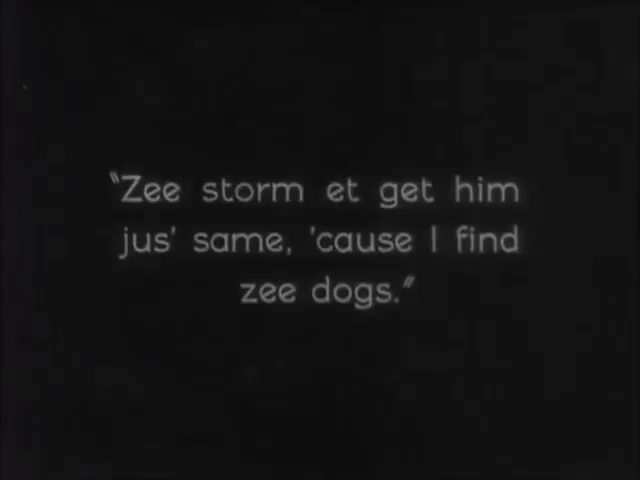 "Zee storm et get him
jus' same, 'cause I find
zee dogs."